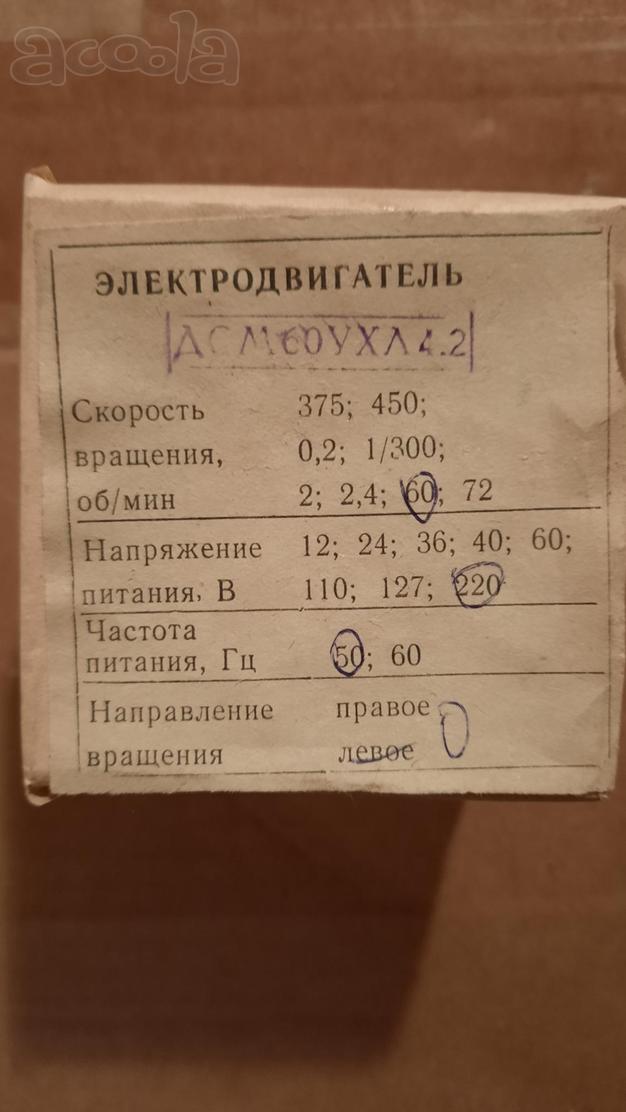 acoola
ЭЛЕКТРОДВИГАТЕЛЬ
ДСМ60УХЛ4.2
Скорость 375; 450;
вращения, 0,2; 1/300;
об/мин 2; 2,4; 60; 72
Напряжение 12; 24; 36; 40; 60;
питания, В 110; 127; 220
Частота
питания, Гц 50; 60
Направление правое
вращения левое